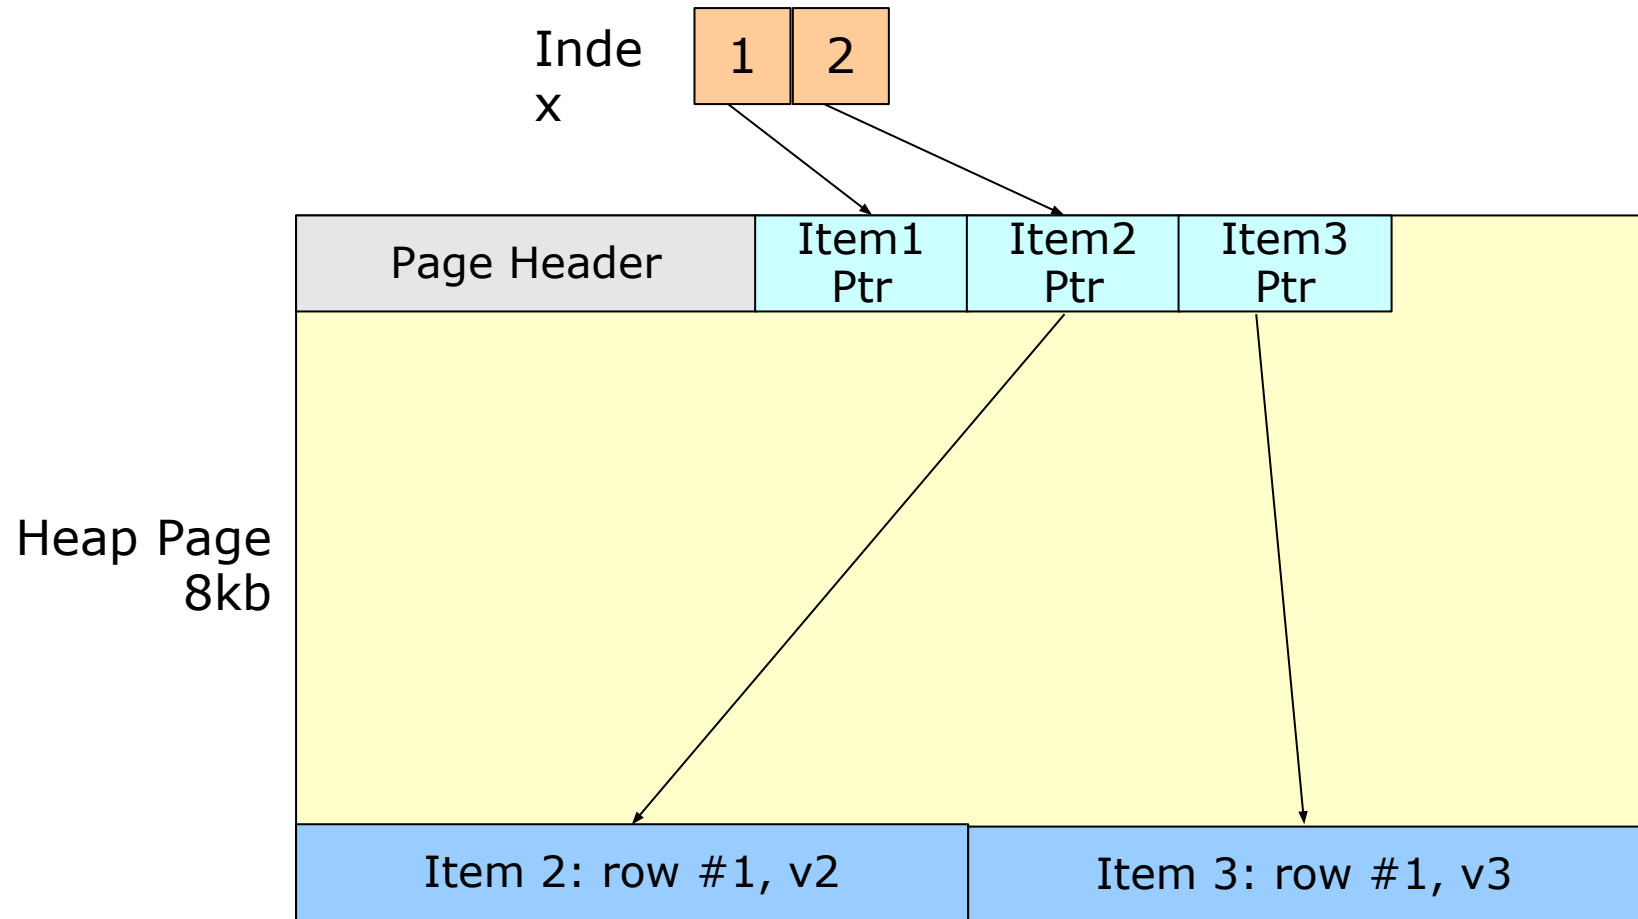 Inde
x
1
2
Page Header
Item1
Ptr
Item2
Ptr
Item3
Ptr
Heap Page
8kb
Item 2: row #1, v2
Item 3: row #1, v3